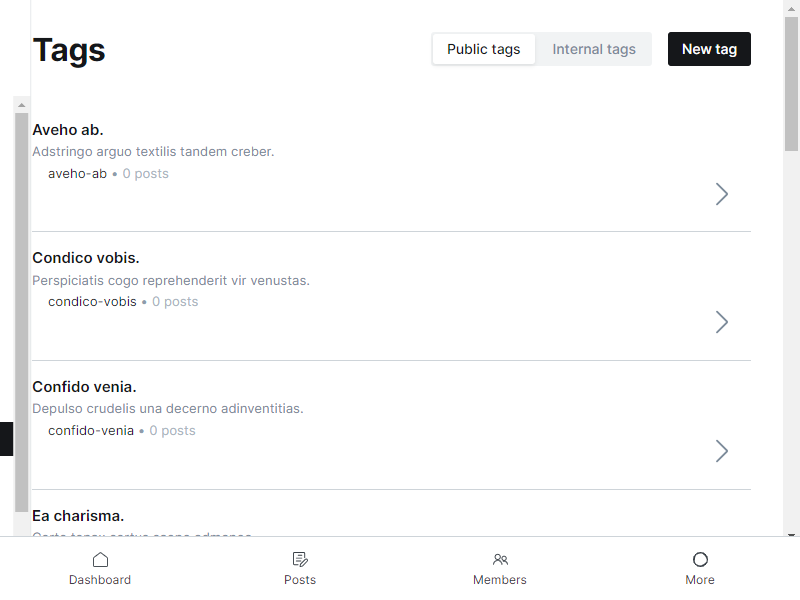 Tags
Public tags
Internal tags
New tag
Aveho ab.
Adstringo arguo textilis tandem creber.
aveho-ab • 0 posts
Condico vobis.
Perspiciatis cogo reprehenderit vir venustas.
condico-vobis • 0 posts
Confido venia.
Depulso crudelis una decerno adinventitias.
confido-venia • 0 posts
Ea charisma.
Dashboard
Posts
Members
More